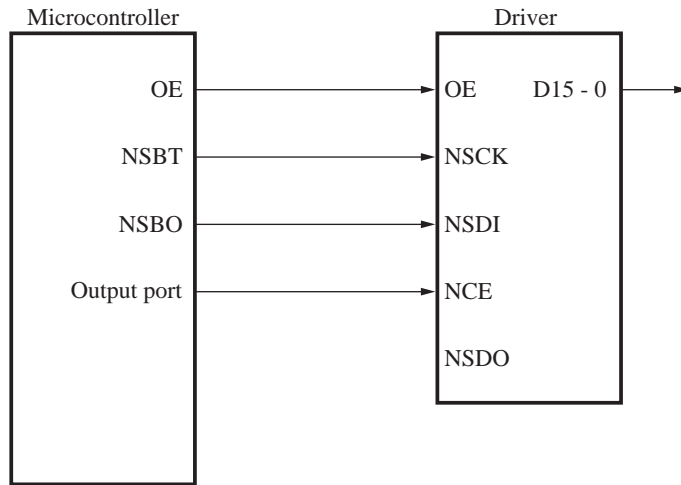 Microcontroller Driver
OE OE D15 - 0
NSBT NSCK
NSBO NSDI
Output port NCE
NSDO